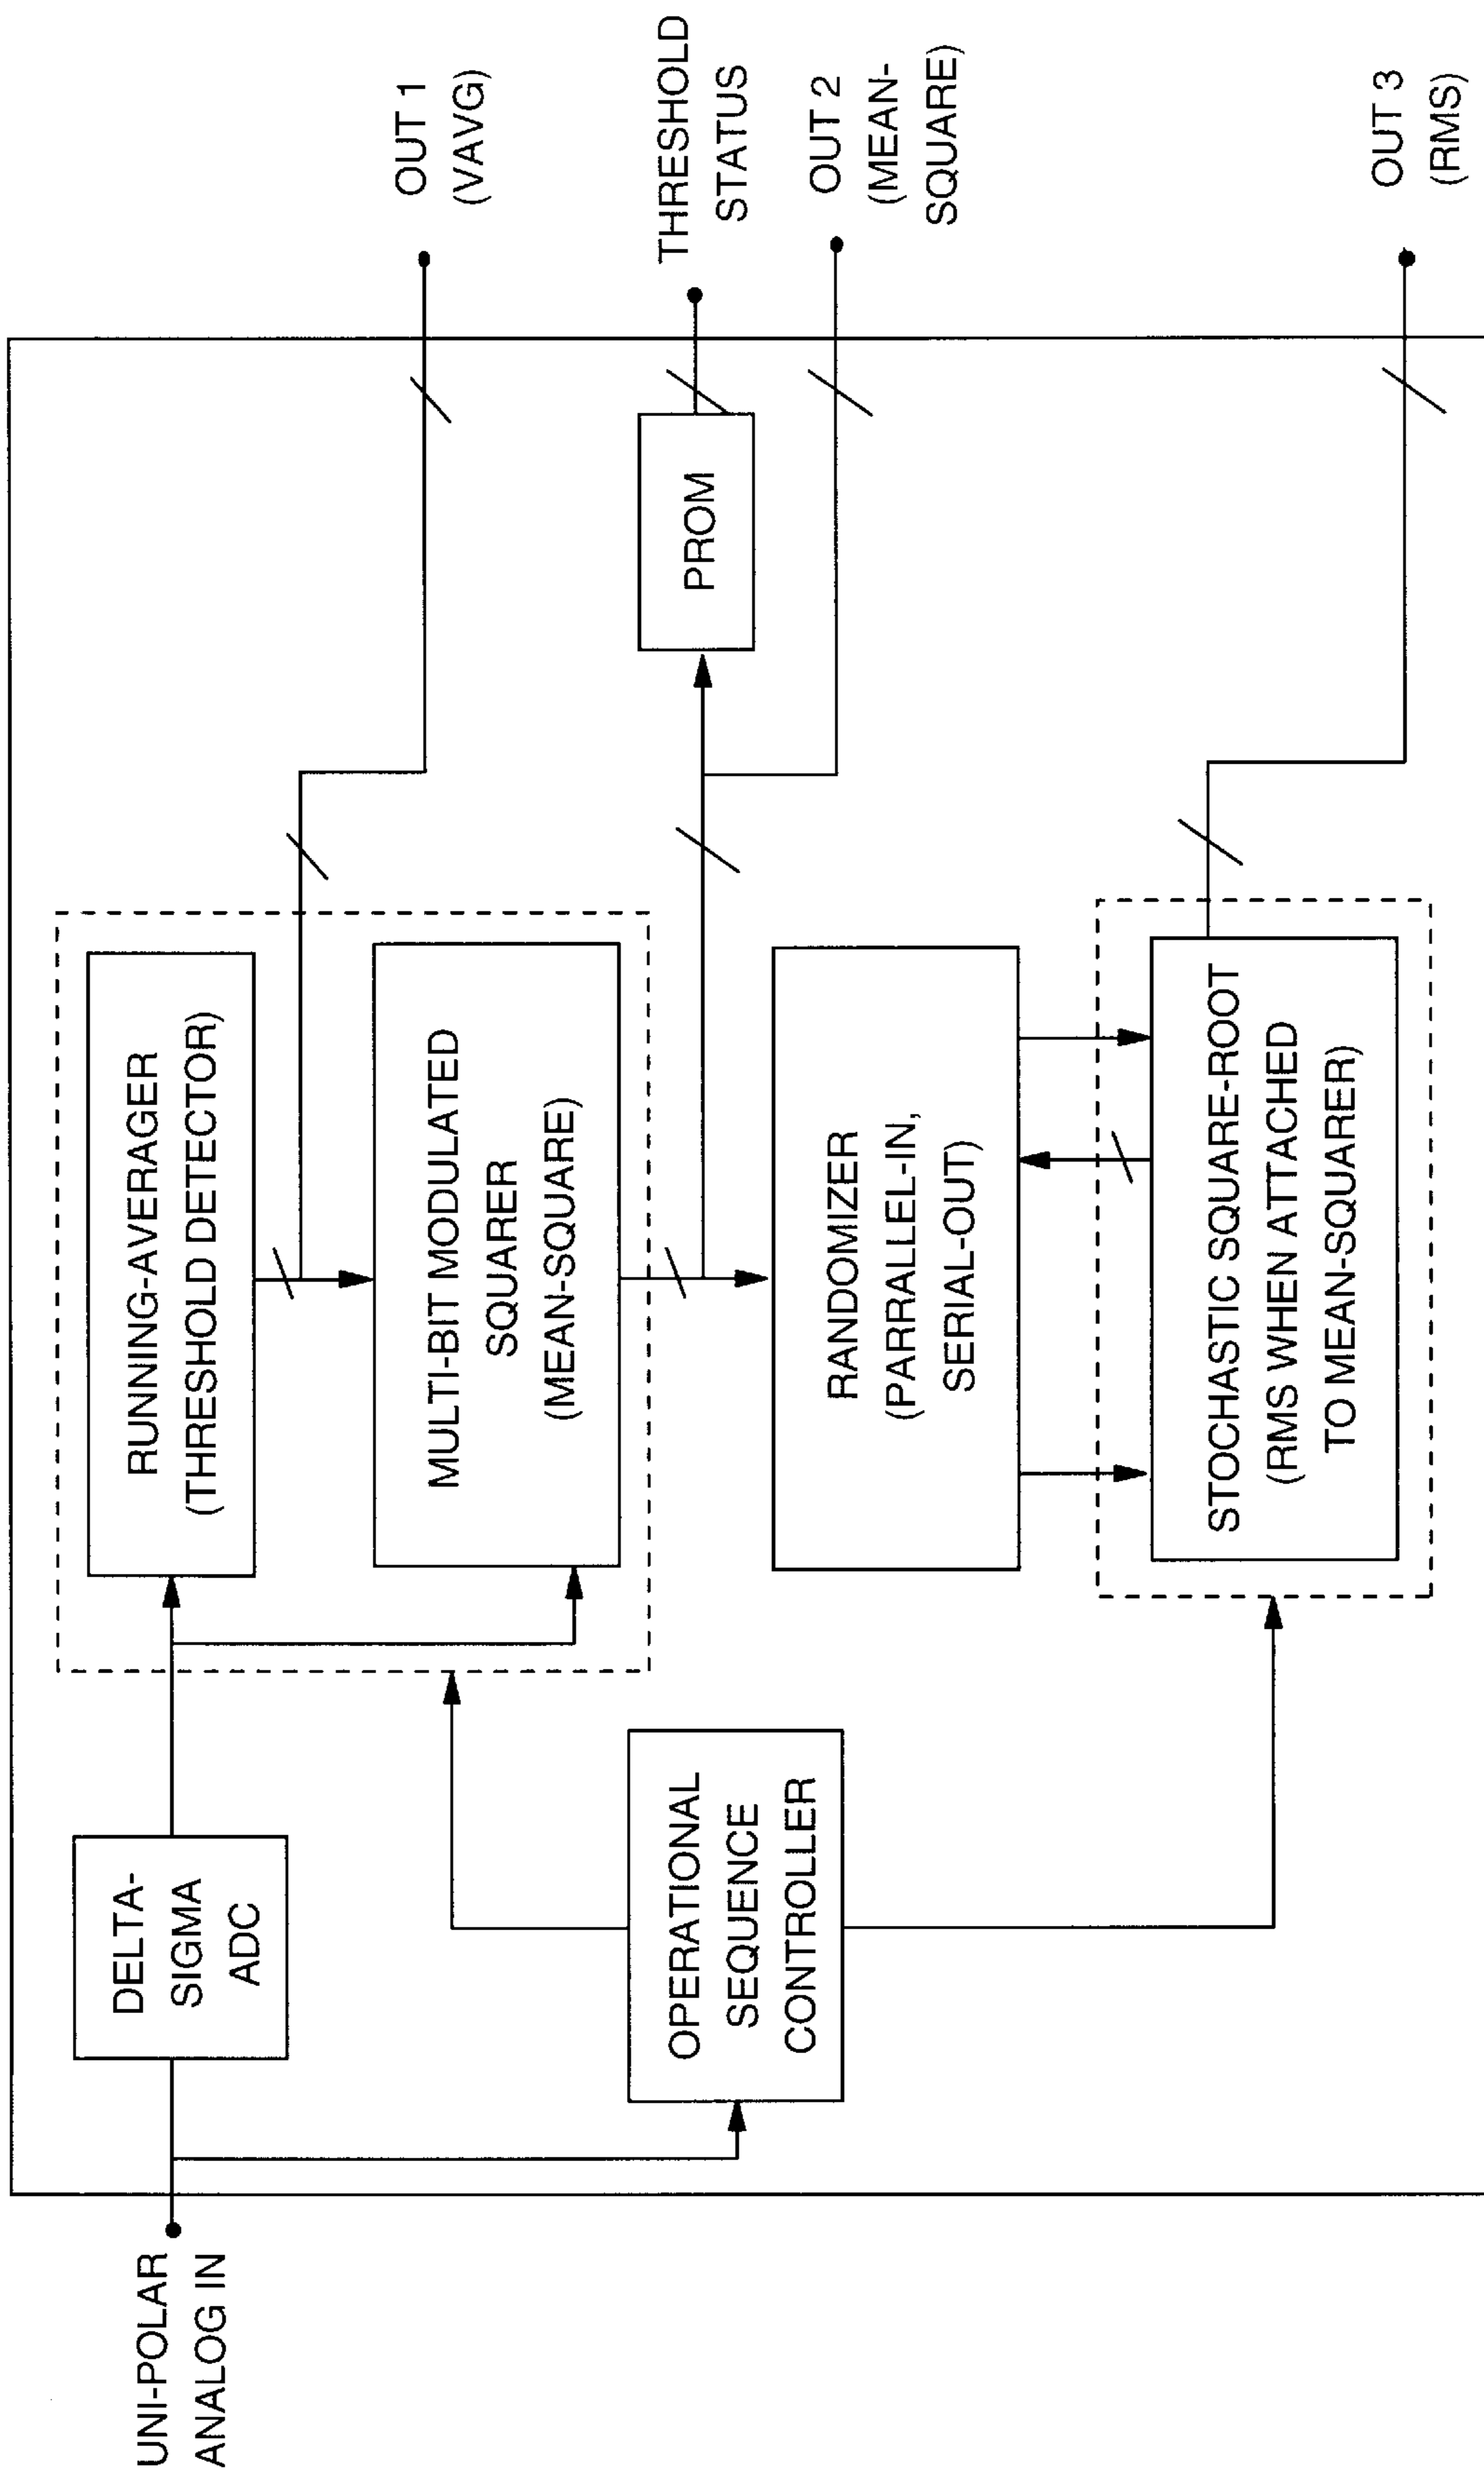 UNI-POLAR
ANALOG IN
DELTA-
SIGMA
ADC
OPERATIONAL
SEQUENCE
CONTROLLER
RUNNING-AVERAGER
(THRESHOLD DETECTOR)
MULTI-BIT MODULATED
SQUARER
(MEAN-SQUARE)
RANDOMIZER
(PARRALLEL-IN,
SERIAL-OUT)
STOCHASTIC SQUARE-ROOT
(RMS WHEN ATTACHED
TO MEAN-SQUARER)
PROM
OUT 1
(VAVG)
THRESHOLD
STATUS
OUT 2
(MEAN-
SQUARE)
OUT 3
(RMS)